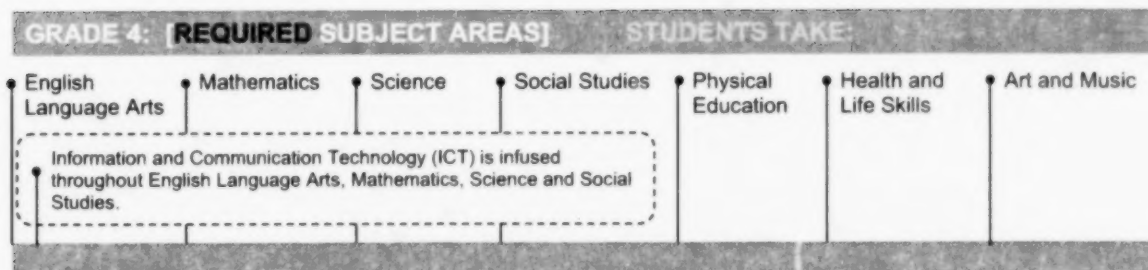 GRADE 4: [REQUIRED SUBJECT AREAS] STUDENTS TAKE:
English
Language Arts
Mathematics
Science
Social Studies
Physical
Education
Health and
Life Skills
Art and Music
Information and Communication Technology (ICT) is infused
throughout English Language Arts, Mathematics, Science and Social
Studies.